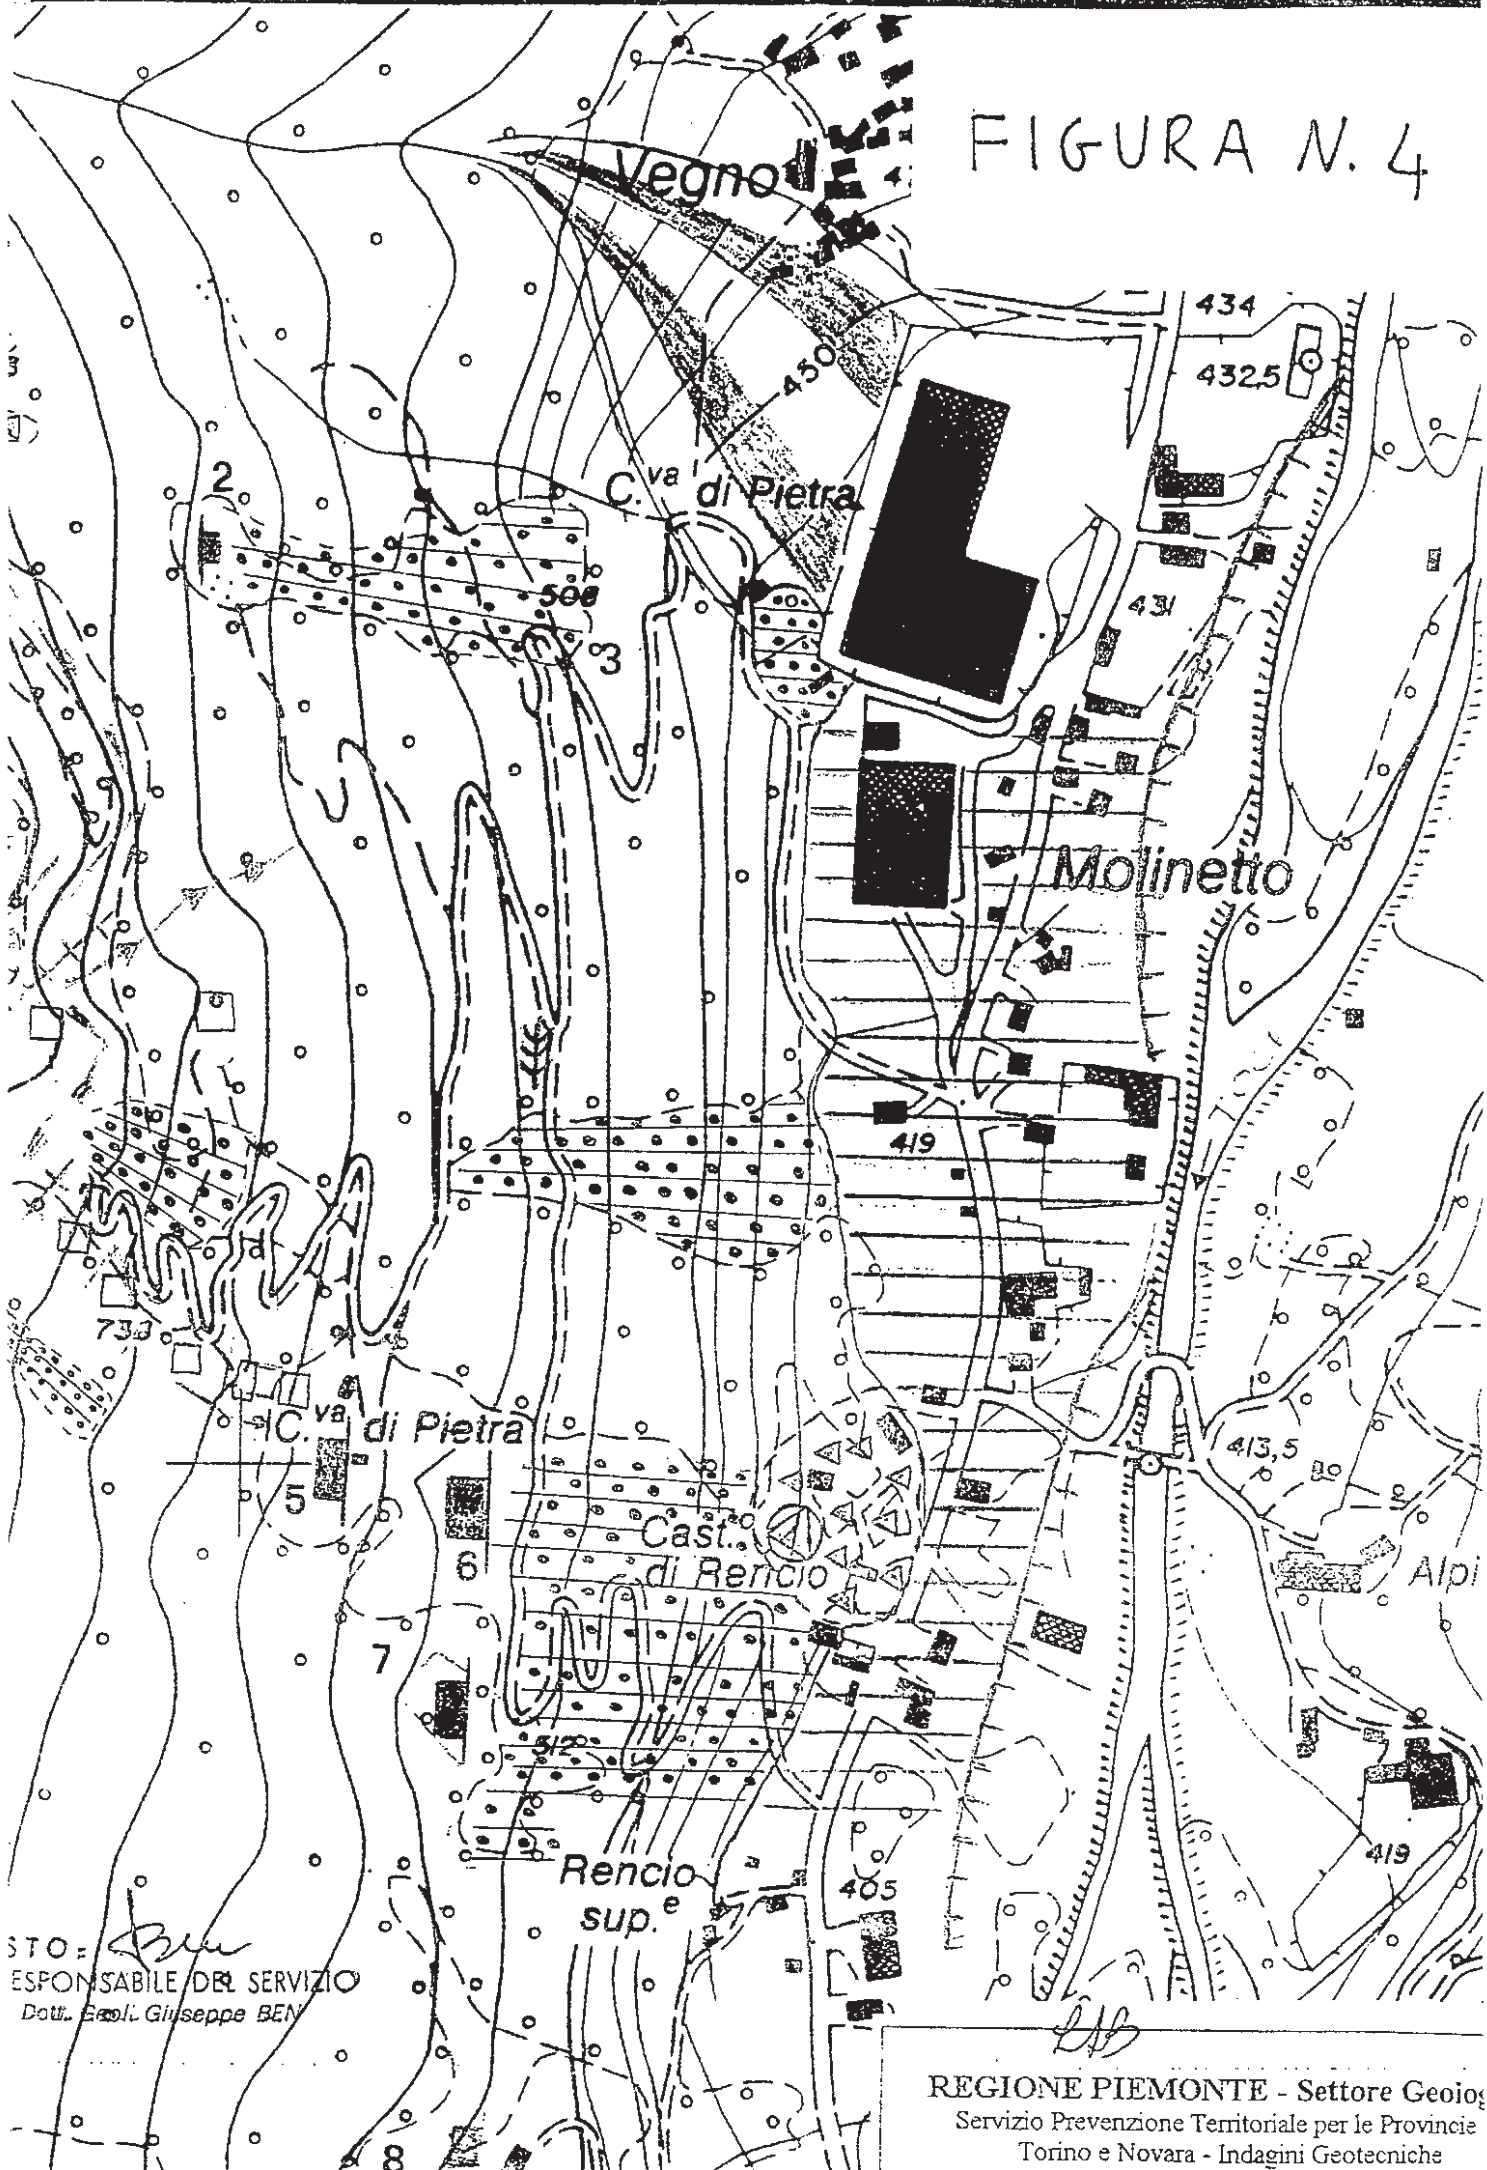 FIGURA N. 4
Vegno
434
432,5
450
2
C.va di Pietra
508
3
431
Molinetto
419
d
733
C.va di Pietra
5
413,5
6
Cast.
di Rencio
Alpi
7
512
419
Rencio
sup.e
405
STO:
ESPONSABILE DEL SERVIZIO
Dott. Geol. Giuseppe BEN
REGIONE PIEMONTE - Settore Geolog
Servizio Prevenzione Territoriale per le Provincie
Torino e Novara - Indagini Geotecniche
8